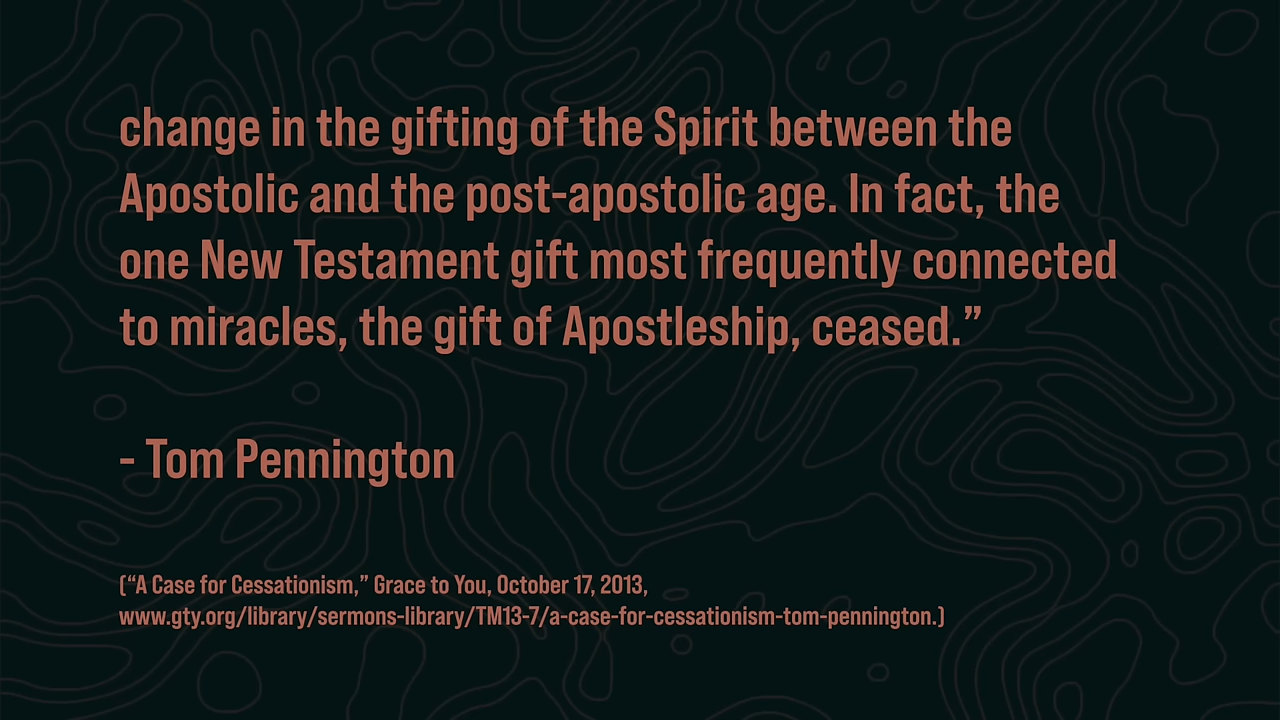 change in the gifting of the Spirit between the
Apostolic and the post-apostolic age. In fact, the
one New Testament gift most frequently connected
to miracles, the gift of Apostleship, ceased.”
- Tom Pennington
(“A Case for Cessationism,” Grace to You, October 17, 2013,
www.gty.org/library/sermons-library/TM13-7/a-case-for-cessationism-tom-pennington.)